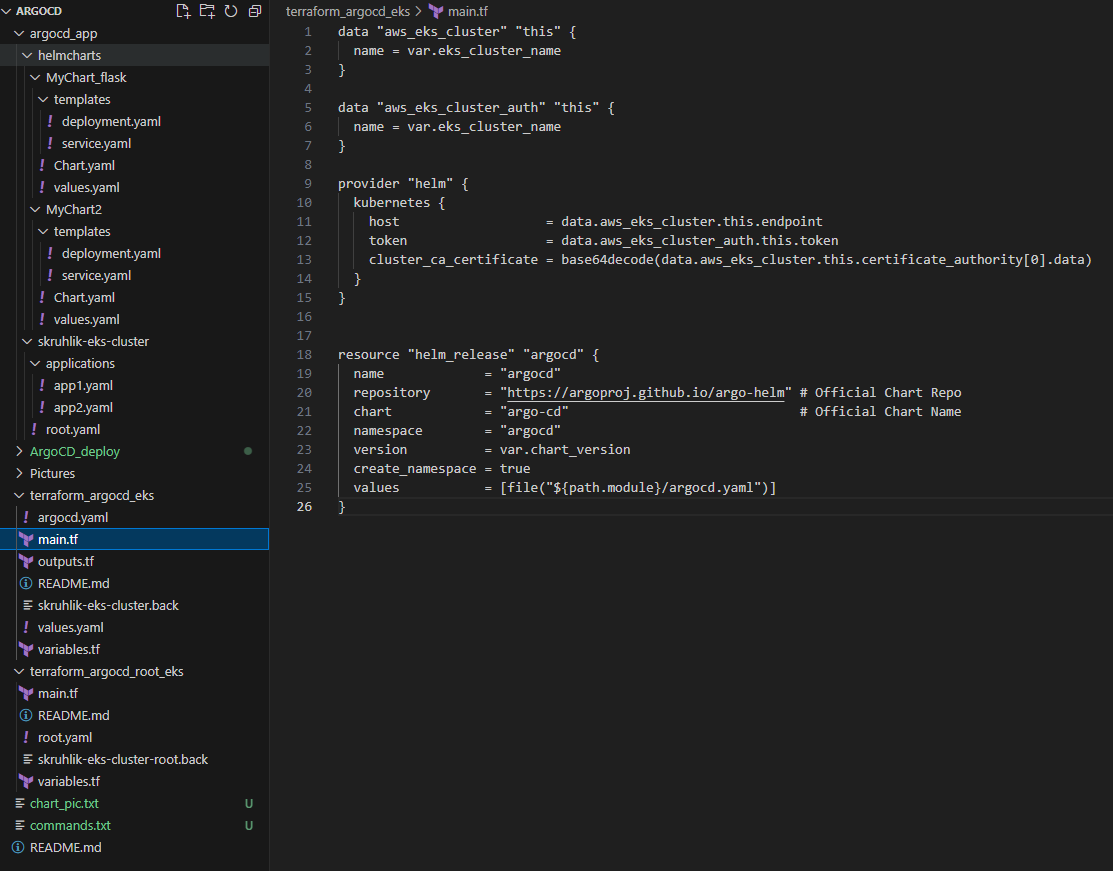 ARGOCD
argocd_app
helmcharts
MyChart_flask
templates
! deployment.yaml
! service.yaml
! Chart.yaml
! values.yaml
MyChart2
templates
! deployment.yaml
! service.yaml
! Chart.yaml
! values.yaml
skruhlik-eks-cluster
applications
! app1.yaml
! app2.yaml
! root.yaml
ArgoCD_deploy
Pictures
terraform_argocd_eks
! argocd.yaml
main.tf
outputs.tf
README.md
skruhlik-eks-cluster.back
! values.yaml
variables.tf
terraform_argocd_root_eks
main.tf
README.md
! root.yaml
skruhlik-eks-cluster-root.back
variables.tf
chart_pic.txt U
commands.txt U
README.md
terraform_argocd_eks > main.tf
1 data "aws_eks_cluster" "this" {
2   name = var.eks_cluster_name
3 }
4
5 data "aws_eks_cluster_auth" "this" {
6   name = var.eks_cluster_name
7 }
8
9 provider "helm" {
10   kubernetes {
11     host                   = data.aws_eks_cluster.this.endpoint
12     token                  = data.aws_eks_cluster_auth.this.token
13     cluster_ca_certificate = base64decode(data.aws_eks_cluster.this.certificate_authority[0].data)
14   }
15 }
16
17
18 resource "helm_release" "argocd" {
19   name             = "argocd"
20   repository       = "https://argoproj.github.io/argo-helm" # Official Chart Repo
21   chart            = "argo-cd"                              # Official Chart Name
22   namespace        = "argocd"
23   version          = var.chart_version
24   create_namespace = true
25   values           = [file("${path.module}/argocd.yaml")]
26 }